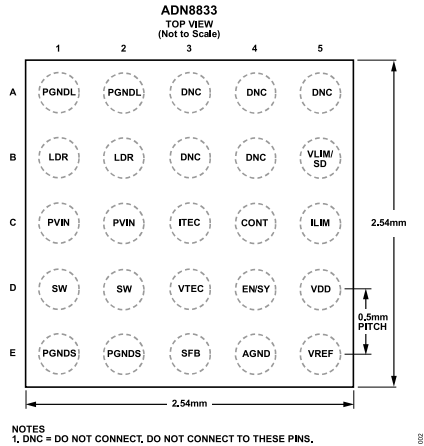 ADN8833
TOP VIEW
(Not to Scale)
1 2 3 4 5
A PGNDL PGNDL DNC DNC DNC
B LDR LDR DNC DNC VLIM/
SD
C PVIN PVIN ITEC CONT ILIM
2.54mm
D SW SW VTEC EN/SY VDD
0.5mm
PITCH
E PGNDS PGNDS SFB AGND VREF
2.54mm
NOTES
1. DNC = DO NOT CONNECT. DO NOT CONNECT TO THESE PINS.
002